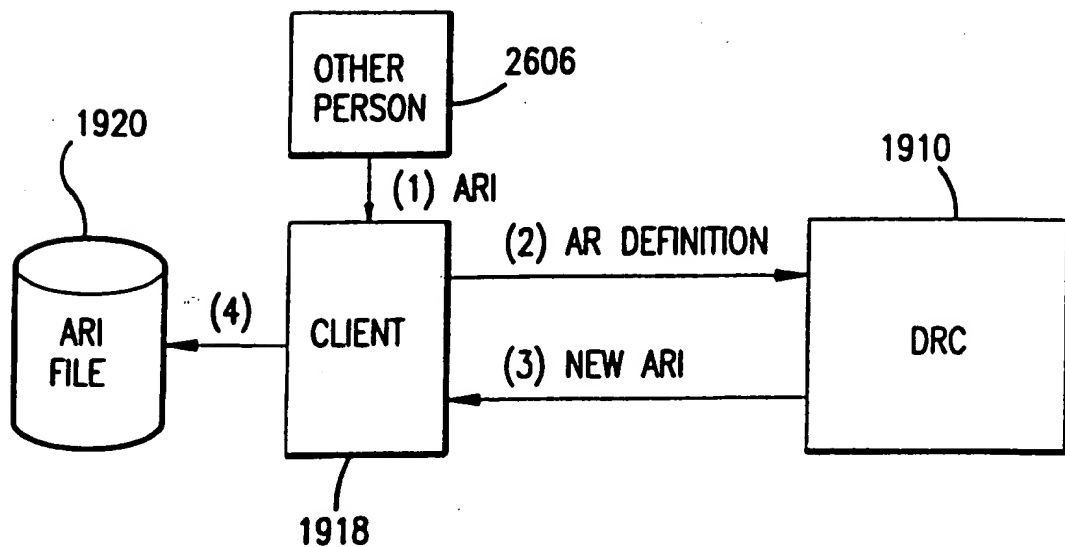 OTHER
PERSON
2606
1920
1910
(1) ARI
(2) AR DEFINITION
(4)
CLIENT
ARI
FILE
DRC
(3) NEW ARI
1918